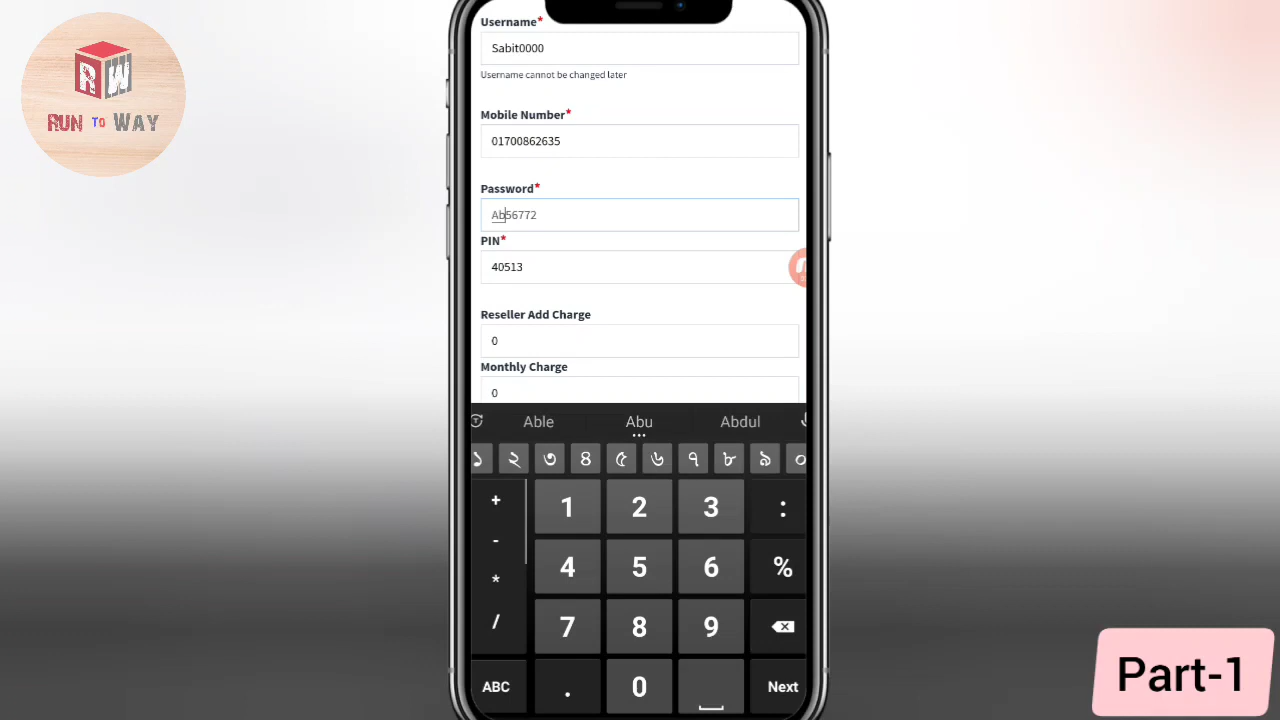 RW
RUN TO WAY
Username*
Sabit0000
Username cannot be changed later
Mobile Number*
01700862635
Password*
Ab56772
PIN*
40513
Reseller Add Charge
0
Monthly Charge
0
Able Abu Abdul
১ ২ ৩ ৪ ৫ ৬ ৭ ৮ ৯ ০
+ 1 2 3 :
-
* 4 5 6 %
/ 7 8 9
ABC . 0 Next
Part-1